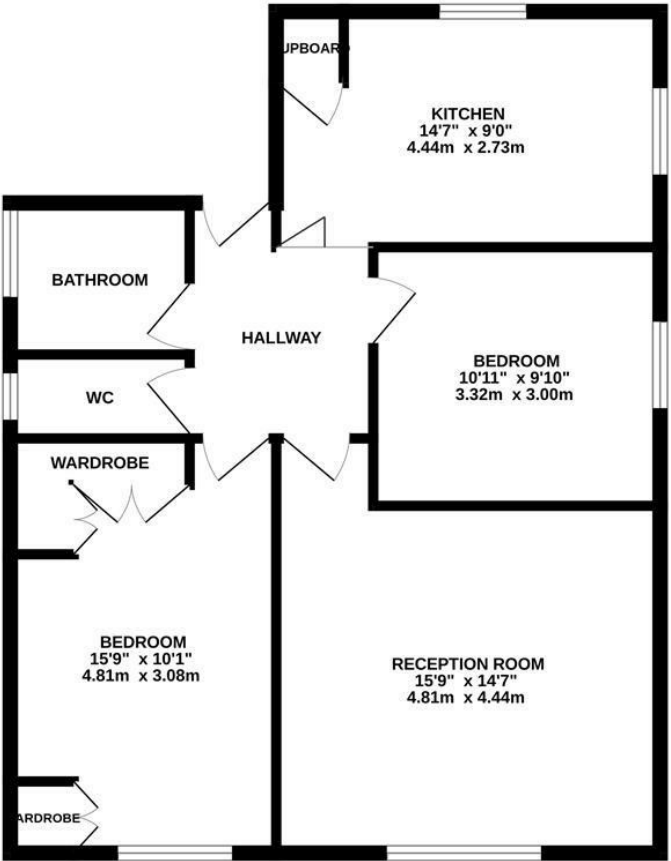 UPBOARD
KITCHEN
14'7" x 9'0"
4.44m x 2.73m
BATHROOM
HALLWAY
BEDROOM
10'11" x 9'10"
3.32m x 3.00m
WC
WARDROBE
BEDROOM
15'9" x 10'1"
4.81m x 3.08m
RECEPTION ROOM
15'9" x 14'7"
4.81m x 4.44m
ARDROBE